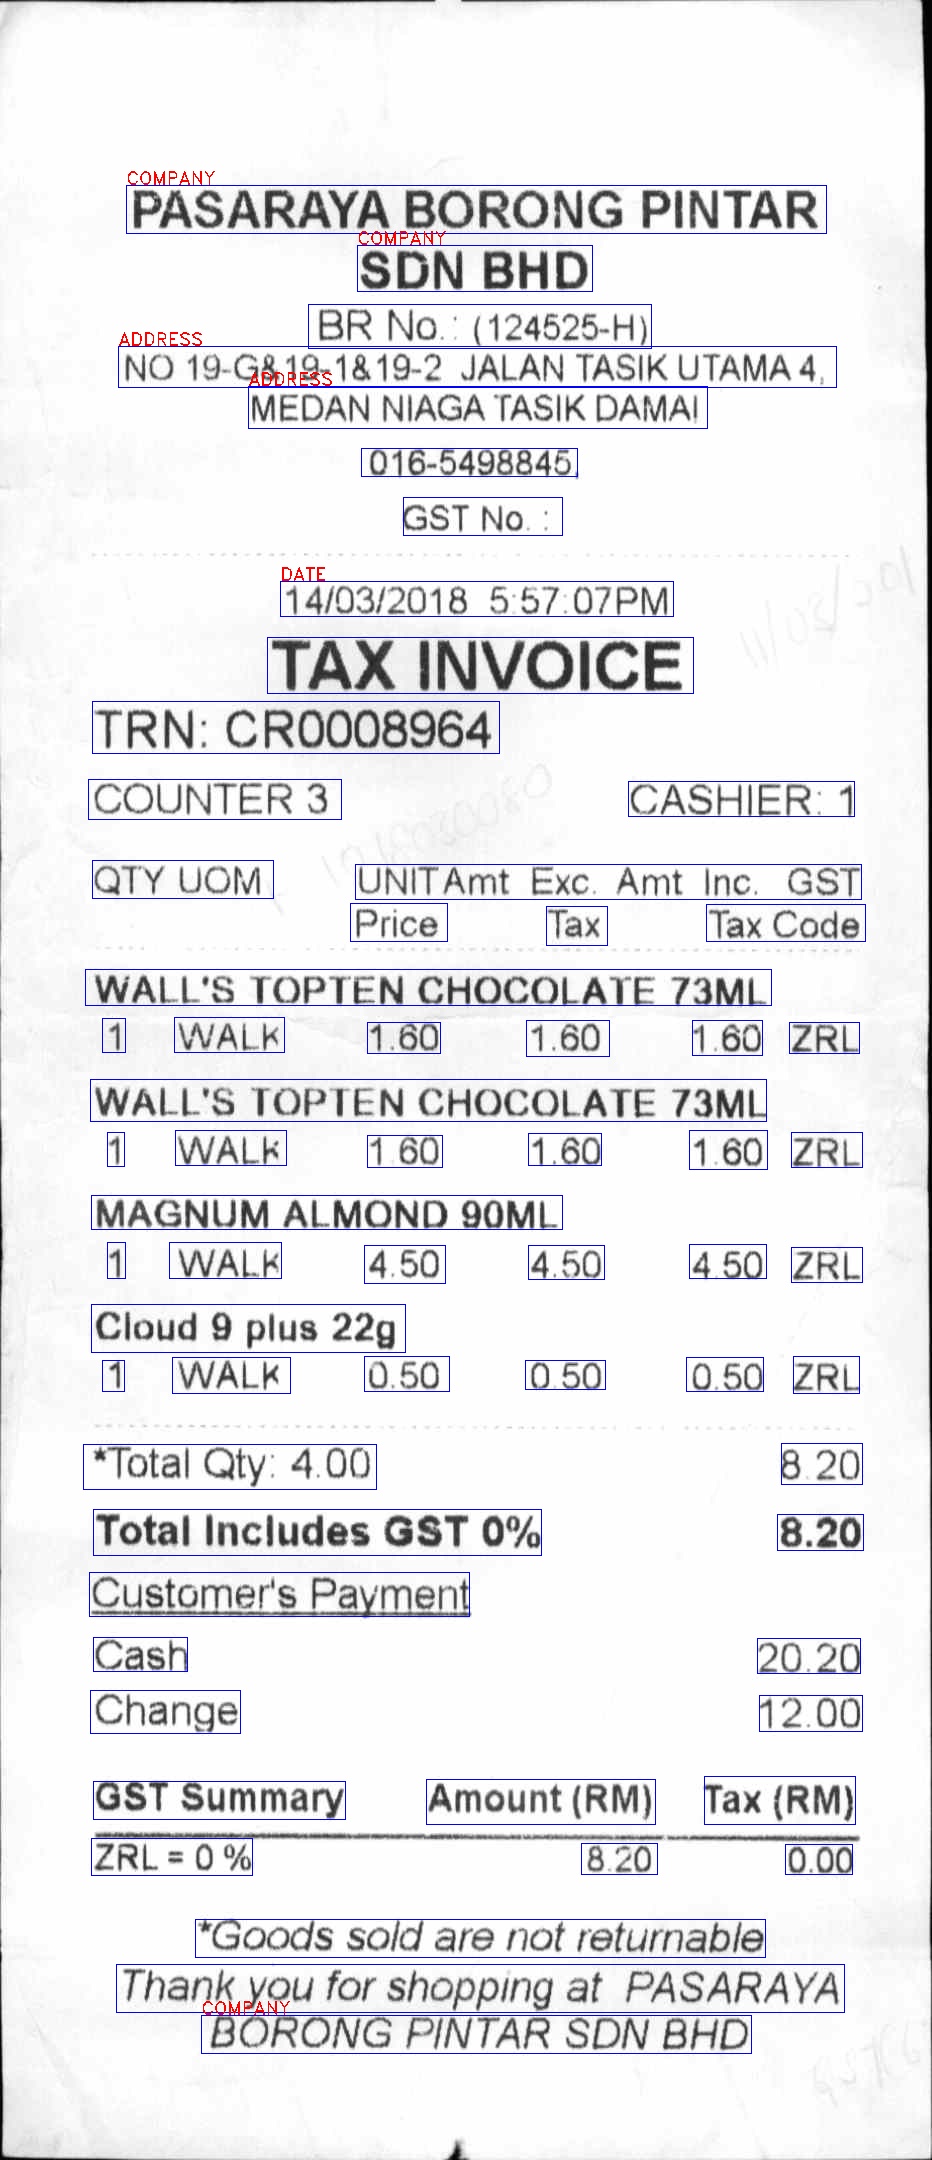 COMPANY
PASARAYA BORONG PINTAR
COMPANY
SDN BHD
BR No.: (124525-H)
ADDRESS
NO 19-G&19-1&19-2 JALAN TASIK UTAMA 4,
ADDRESS
MEDAN NIAGA TASIK DAMAI
016-5498845,
GST No. :
DATE
14/03/2018 5:57:07PM
TAX INVOICE
TRN: CR0008964
COUNTER 3 CASHIER: 1
QTY UOM UNIT Amt Exc. Amt Inc. GST
Price Tax Tax Code
WALL'S TOPTEN CHOCOLATE 73ML
1 WALK 1.60 1.60 1.60 ZRL
WALL'S TOPTEN CHOCOLATE 73ML
1 WALK 1.60 1.60 1.60 ZRL
MAGNUM ALMOND 90ML
1 WALK 4.50 4.50 4.50 ZRL
Cloud 9 plus 22g
1 WALK 0.50 0.50 0.50 ZRL
*Total Qty: 4.00 8.20
Total Includes GST 0% 8.20
Customer's Payment
Cash 20.20
Change 12.00
GST Summary Amount (RM) Tax (RM)
ZRL = 0 % 8.20 0.00
*Goods sold are not returnable
Thank you for shopping at PASARAYA
COMPANY
BORONG PINTAR SDN BHD